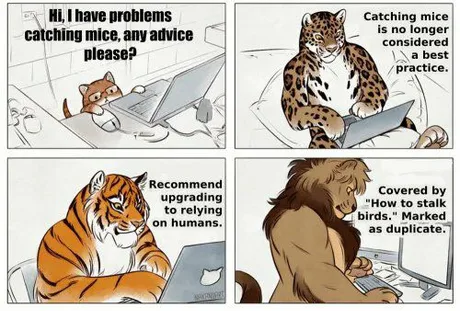 Hi, I have problems
catching mice, any advice
please?
Catching mice
is no longer
considered
a best
practice.
Recommend
upgrading
to relying
on humans.
Covered by
"How to stalk
birds." Marked
as duplicate.